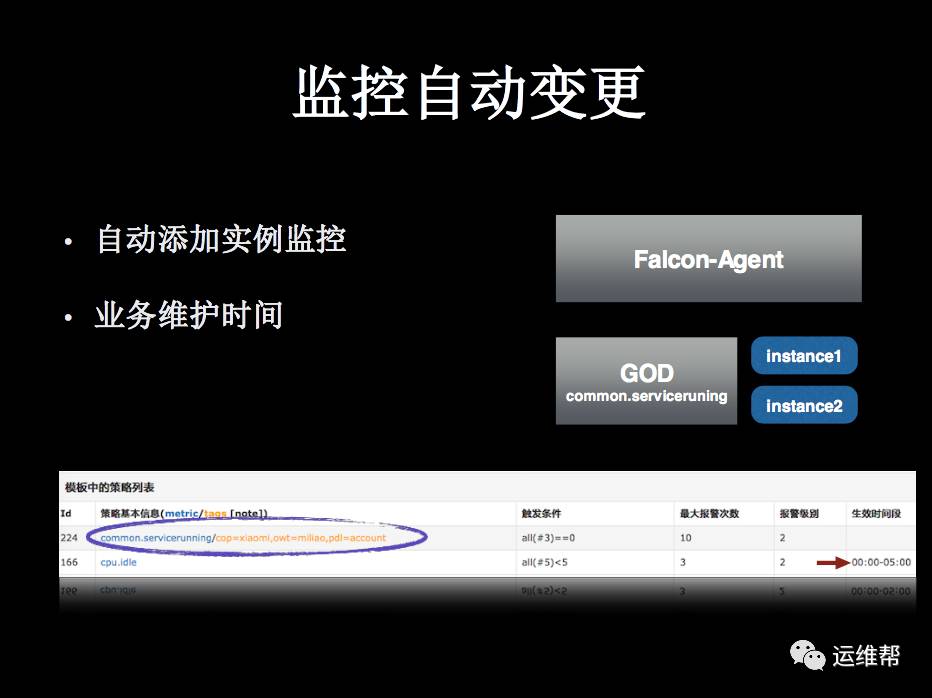 监控自动变更
• 自动添加实例监控
• 业务维护时间
Falcon-Agent
GOD
common.serviceruning
instance1
instance2
模板中的策略列表
Id 策略基本信息(metric/tags [note]) 触发条件 最大报警次数 报警级别 生效时间段
224 common.servicerunning/cop=xiaomi,owt=miliao,pdl=account all(#3)==0 10 2
166 cpu.idle all(#5)<5 3 2 00:00-05:00
运维帮